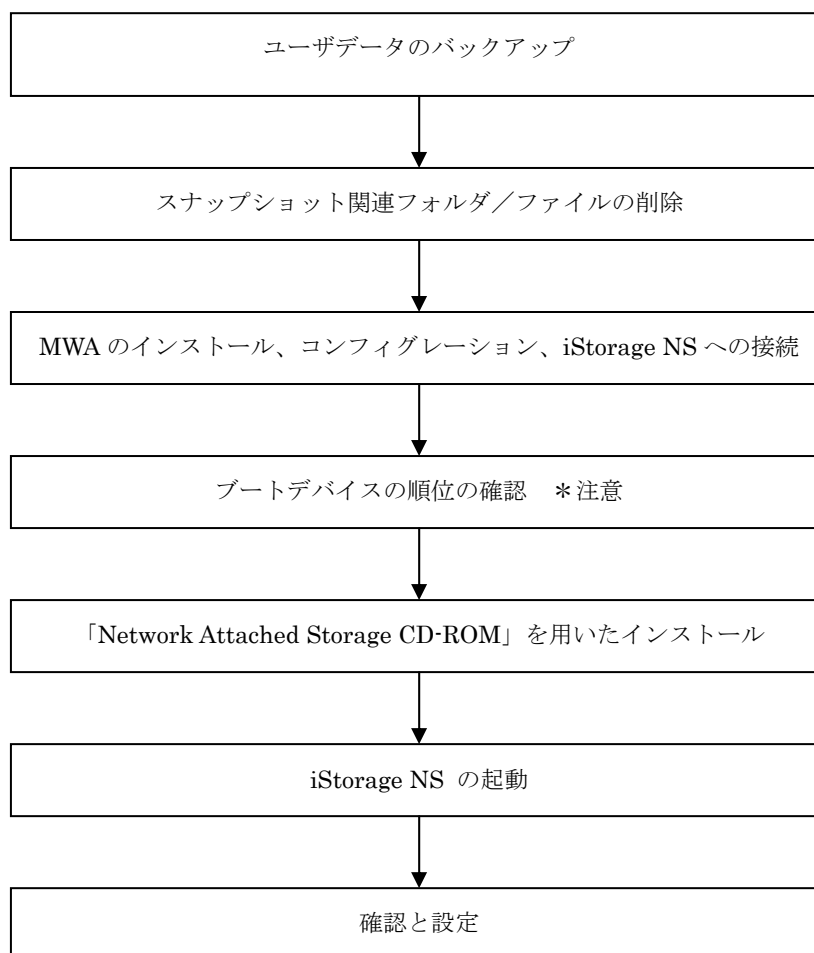 ユーザデータのバックアップ
スナップショット関連フォルダ／ファイルの削除
MWA のインストール、コンフィグレーション、iStorage NS への接続
ブートデバイスの順位の確認　＊注意
「Network Attached Storage CD-ROM」を用いたインストール
iStorage NS の起動
確認と設定